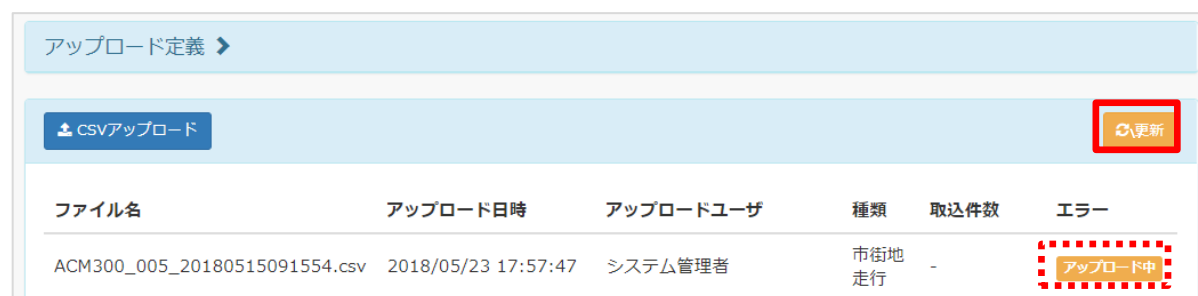 アップロード定義
CSVアップロード
\更新
ファイル名 アップロード日時 アップロードユーザ 種類 取込件数 エラー
ACM300_005_20180515091554.csv 2018/05/23 17:57:47 システム管理者 市街地 - アップロード中
走行